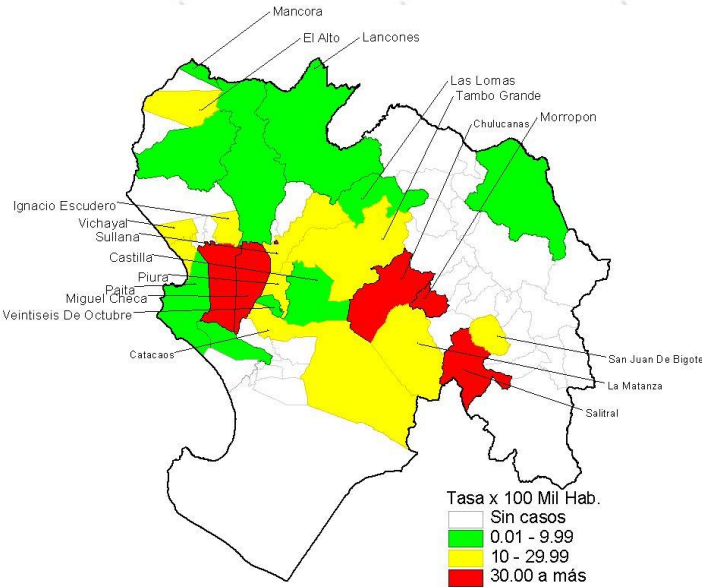 Mancora
El Alto
Lancones
Las Lomas
Tambo Grande
Chulucanas
Morropon
Ignacio Escudero
Vichayal
Sullana
Castilla
Piura
Paita
Miguel Checa
Veintiseis De Octubre
Catacaos
San Juan De Bigote
La Matanza
Salitral
Tasa x 100 Mil Hab.
Sin casos
0.01 - 9.99
10 - 29.99
30.00 a más